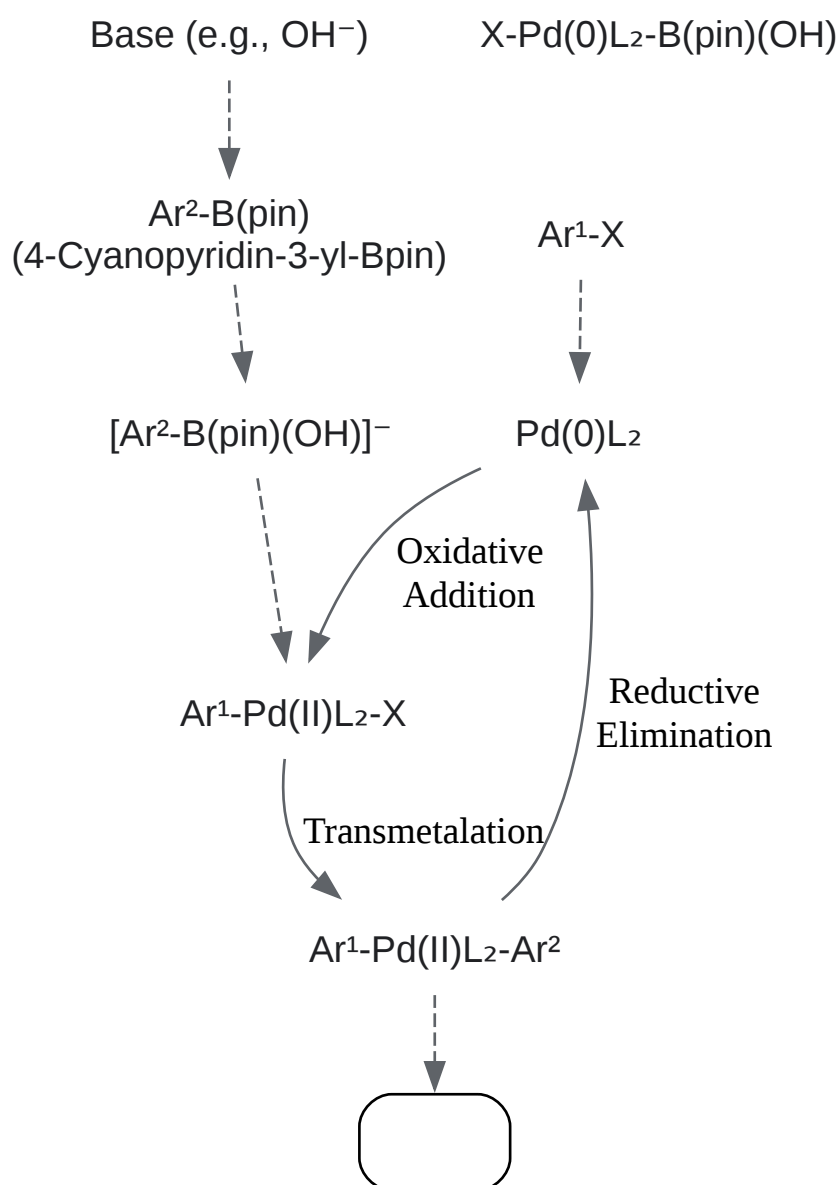 Base (e.g., OH⁻)
X-Pd(0)L₂-B(pin)(OH)
Ar²-B(pin)
(4-Cyanopyridin-3-yl-Bpin)
Ar¹-X
[Ar²-B(pin)(OH)]⁻
Pd(0)L₂
Oxidative
Addition
Ar¹-Pd(II)L₂-X
Reductive
Elimination
Transmetalation
Ar¹-Pd(II)L₂-Ar²